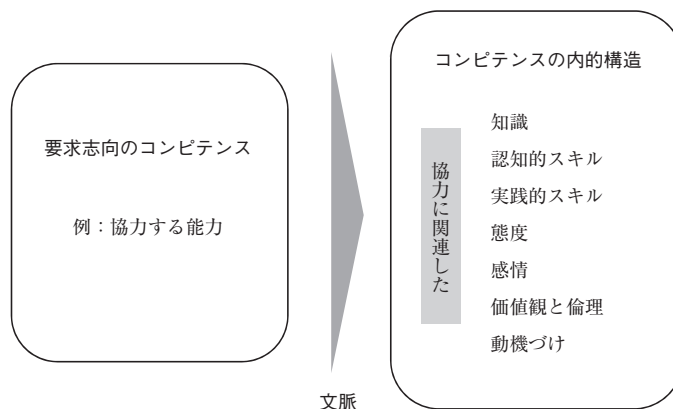 要求志向のコンピテンス
例：協力する能力
文脈
コンピテンスの内的構造
協力に関連した
知識
認知的スキル
実践的スキル
態度
感情
価値観と倫理
動機づけ